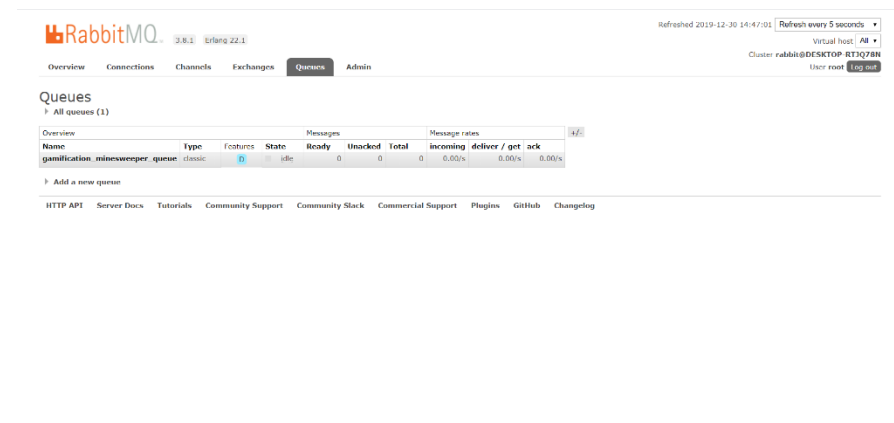 RabbitMQ 3.8.1 Erlang 22.1
Refreshed 2019-12-30 14:47:01 Refresh every 5 seconds
Virtual host All
Cluster rabbit@DESKTOP-RTJQ78N
User root Log out
Overview Connections Channels Exchanges Queues Admin
Queues
All queues (1)
Overview Messages Message rates +/-
Name Type Features State Ready Unacked Total incoming deliver / get ack
gamification_minesweeper_queue classic D idle 0 0 0 0.00/s 0.00/s 0.00/s
Add a new queue
HTTP API Server Docs Tutorials Community Support Community Slack Commercial Support Plugins GitHub Changelog